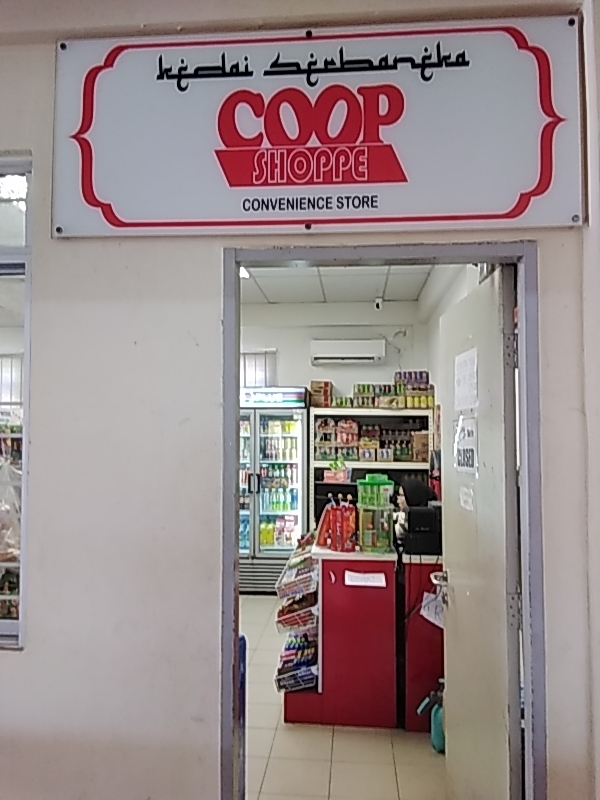 kedai serbaneka
COOP
SHOPPE
CONVENIENCE STORE
CLOSED